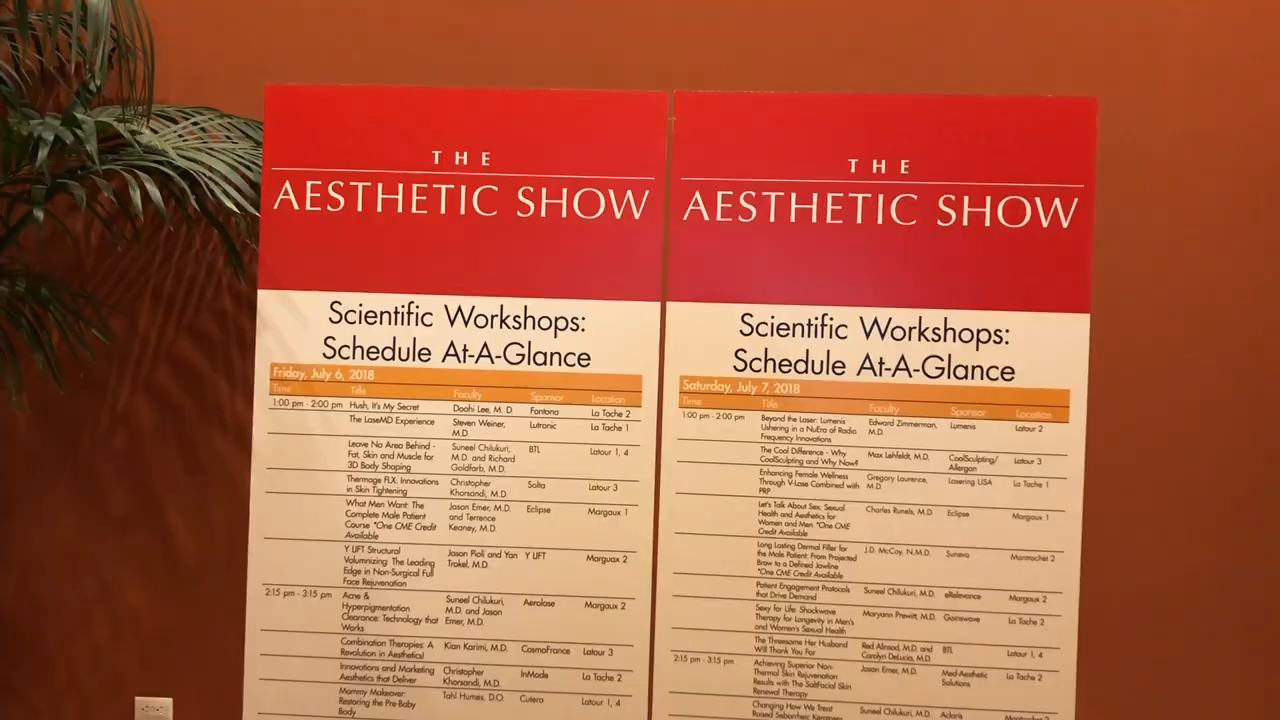 THE
AESTHETIC SHOW
Scientific Workshops:
Schedule At-A-Glance
Friday, July 6, 2018
Time Title Faculty Sponsor Location
1:00 pm - 2:00 pm Hush, It's My Secret Doohi Lee, M. D. Fontona La Tache 2
The LaseMD Experience Steven Weiner, Lutronic La Tache 1
M.D.
Leave No Area Behind - Suneel Chilukuri, BTL Latour 1, 4
Fat, Skin and Muscle for M.D. and Richard
3D Body Shaping Goldfarb, M.D.
Thermage FLX. Innovations Christopher Solta Latour 3
in Skin Tightening Khorsandi, M.D.
What Men Want: The Jason Emer, M.D. Eclipse Margaux 1
Complete Male Patient and Terrence
Course *One CME Credit Keaney, M.D.
Available
Y LIFT Structural Jason Pioli and Yan Y LIFT Marguax 2
Volumnizing: The Leading Trokel, M.D.
Edge in Non-Surgical Full
Face Rejuvenation
2:15 pm - 3:15 pm Acne & Suneel Chilukuri, Aerolase Margaux 2
Hyperpigmentation M.D. and Jason
Clearance: Technology that Emer, M.D.
Works
Combination Therapies: A Kian Karimi, M.D. CosmoFrance Latour 3
Revolution in Aesthetics!
Innovations and Marketing Christopher InMode La Tache 2
Aesthetics that Deliver Khorsandi, M.D.
Mommy Makeover: Tahl Humes, D.O. Cutera Latour 1, 4
Restoring the Pre-Baby
Body
THE
AESTHETIC SHOW
Scientific Workshops:
Schedule At-A-Glance
Saturday, July 7, 2018
Time Title Faculty Sponsor Location
1:00 pm - 2:00 pm Beyond the Laser: Lumenis Edward Zimmerman, Lumenis Latour 2
Ushering in a NuEra of Radio M.D.
Frequency Innovations
The Cool Difference - Why Max Lehfeldt, M.D. CoolSculpting/ Latour 3
CoolSculpting and Why Now? Allergan
Enhancing Female Wellness Gregory Laurence, Lasering USA La Tache 1
Through V-Lase Combined with M.D.
PRP
Let's Talk About Sex: Sexual Charles Runels, M.D. Eclipse Margaux 1
Health and Aesthetics for
Women and Men *One CME
Credit Available
Long Lasting Dermal Filler for J.D. McCoy, N.M.D. Suneva Montrachet 2
the Male Patient: From Projected
Brow to a Defined Jawline
*One CME Credit Available
Patient Engagement Protocols Suneel Chilukuri, M.D. eRelevance Margaux 2
that Drive Demand
Sexy for Life: Shockwave Maryann Prewitt, M.D. Gainswave La Tache 2
Therapy for Longevity in Men's
and Women's Sexual Health
The Threesome Her Husband Red Alinsod, M.D. and BTL Latour 1, 4
Will Thank You For Carolyn DeLucia, M.D.
2:15 pm - 3:15 pm Achieving Superior Non- Jason Emer, M.D. Med-Aesthetic La Tache 2
Thermal Skin Rejuvenation Solutions
Results with The SaltFacial Skin
Renewal Therapy
Changing How We Treat Suneel Chilukuri, M.D. Aclaris Montrachet 2
Raised Seborrheic Keratoses